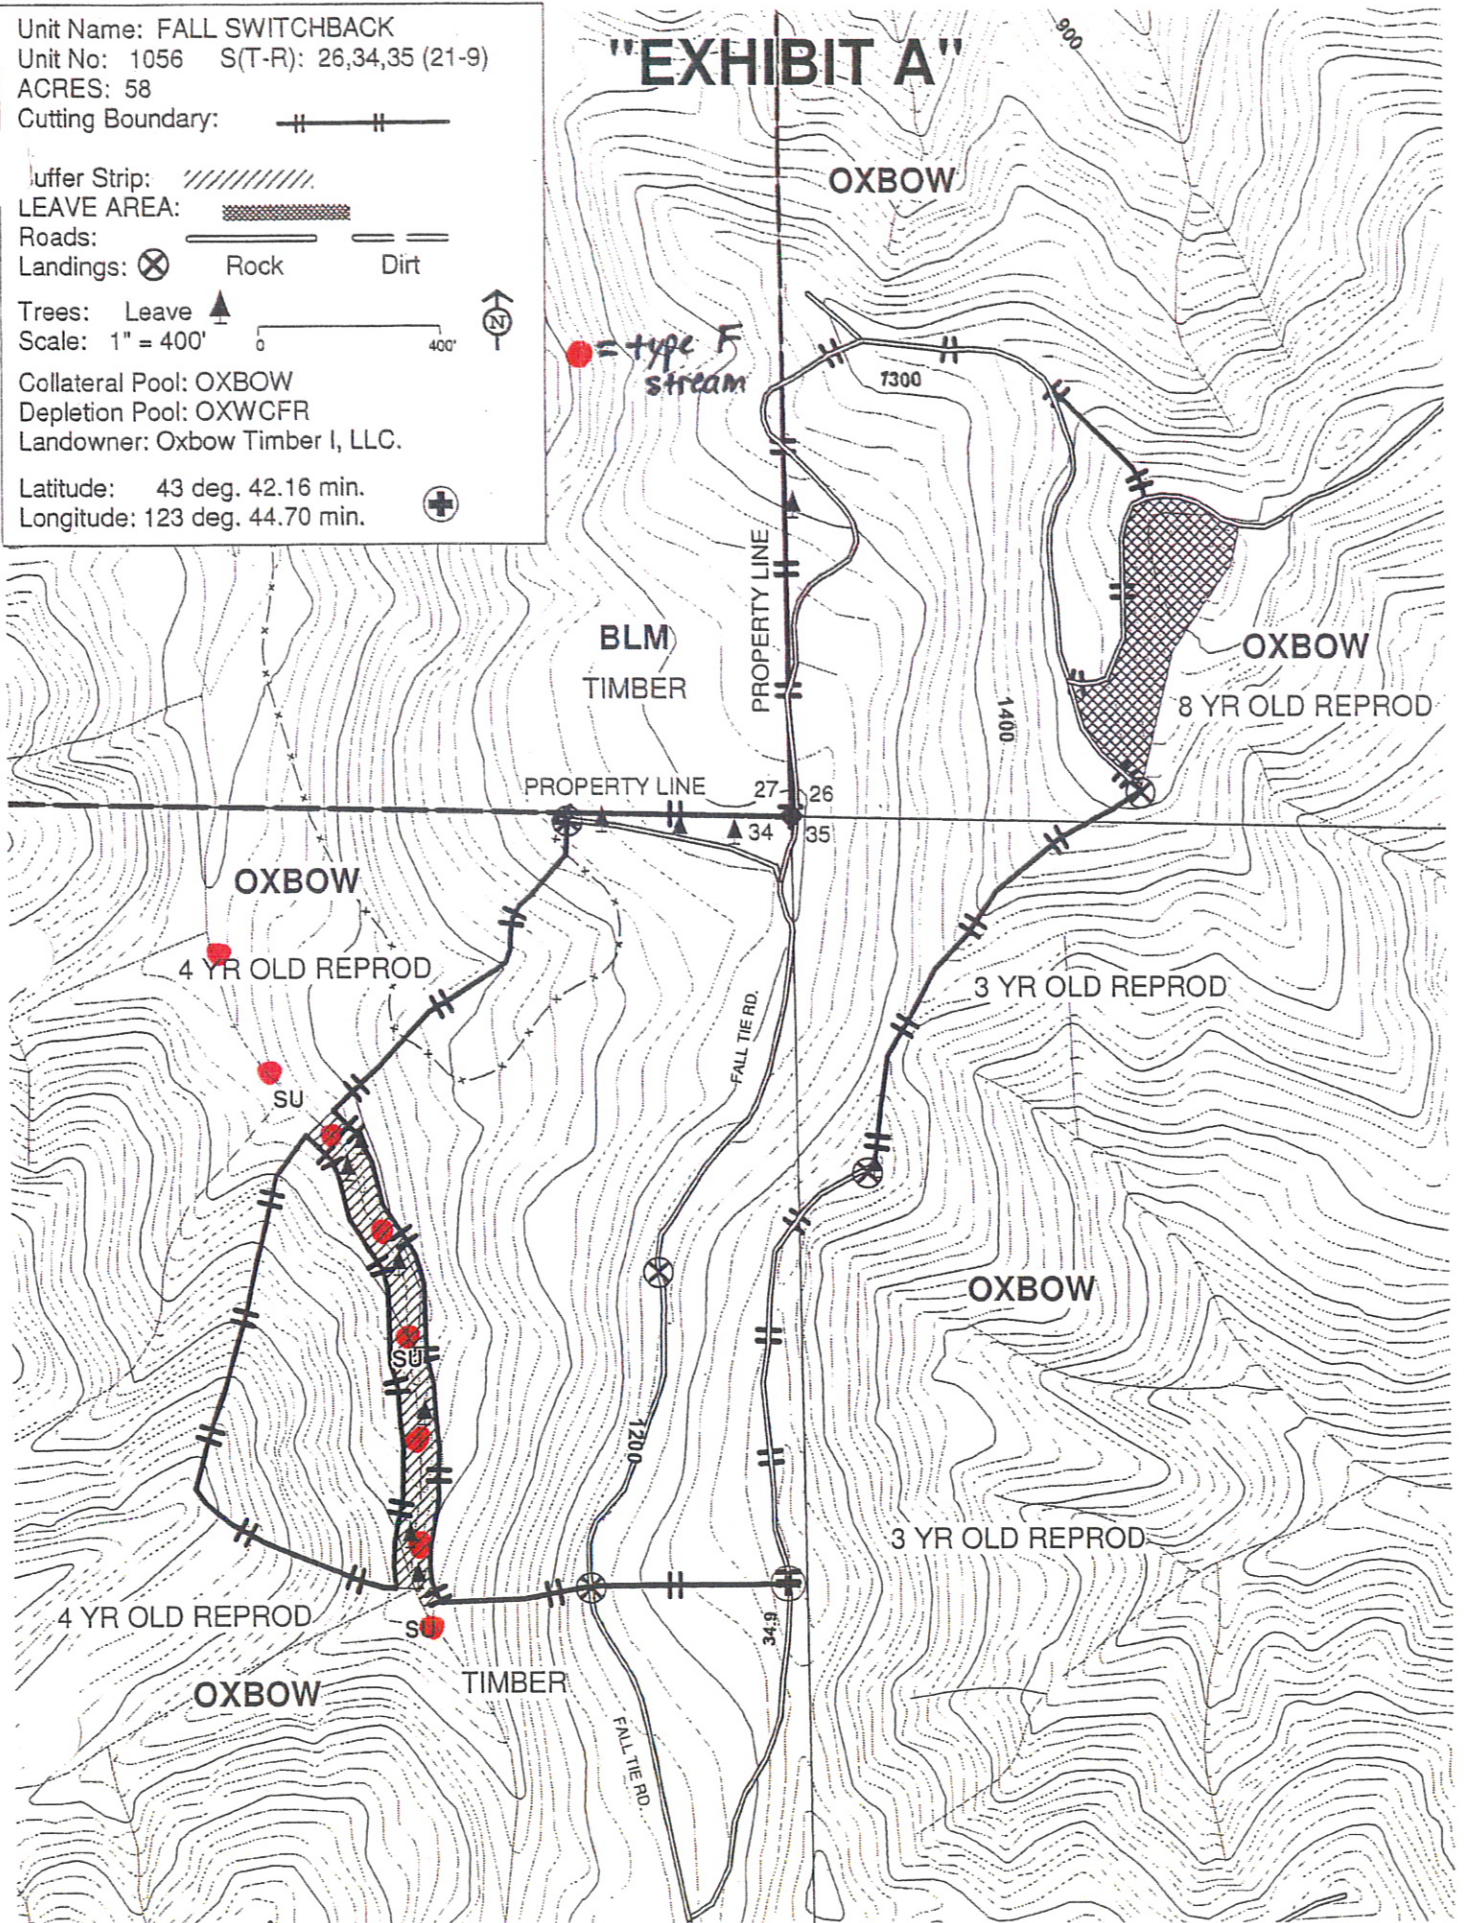 Unit Name: FALL SWITCHBACK
Unit No: 1056 S(T-R): 26,34,35 (21-9)
ACRES: 58
Cutting Boundary:
uffer Strip:
LEAVE AREA:
Roads:
Landings: Rock Dirt
Trees: Leave
Scale: 1" = 400' 0 400'
N
Collateral Pool: OXBOW
Depletion Pool: OXWCFR
Landowner: Oxbow Timber I, LLC.
Latitude: 43 deg. 42.16 min.
Longitude: 123 deg. 44.70 min.
"EXHIBIT A"
900
OXBOW
= type F
stream
1300
PROPERTY LINE
BLM
TIMBER
OXBOW
8 YR OLD REPROD
1400
PROPERTY LINE
27 26
34 35
OXBOW
4 YR OLD REPROD
3 YR OLD REPROD
FALL TIE RD.
SU
OXBOW
SU
1200
3 YR OLD REPROD
4 YR OLD REPROD
SU
34:9
TIMBER
OXBOW
FALL TIE RD.